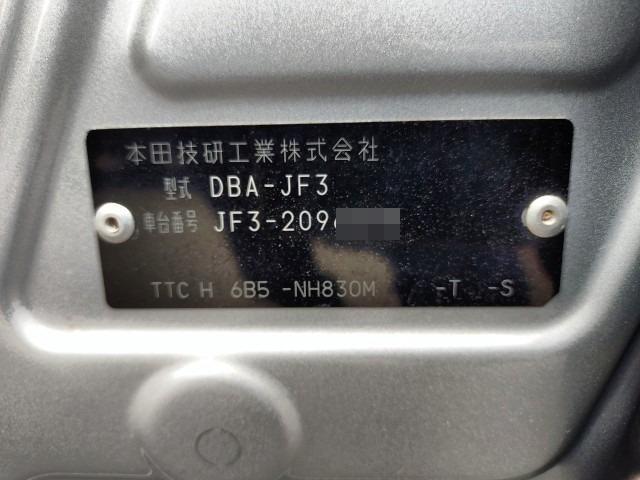 本田技研工業株式会社
型式 DBA-JF3
車台番号 JF3-209
TTC H 6B5 -NH830M -T -S